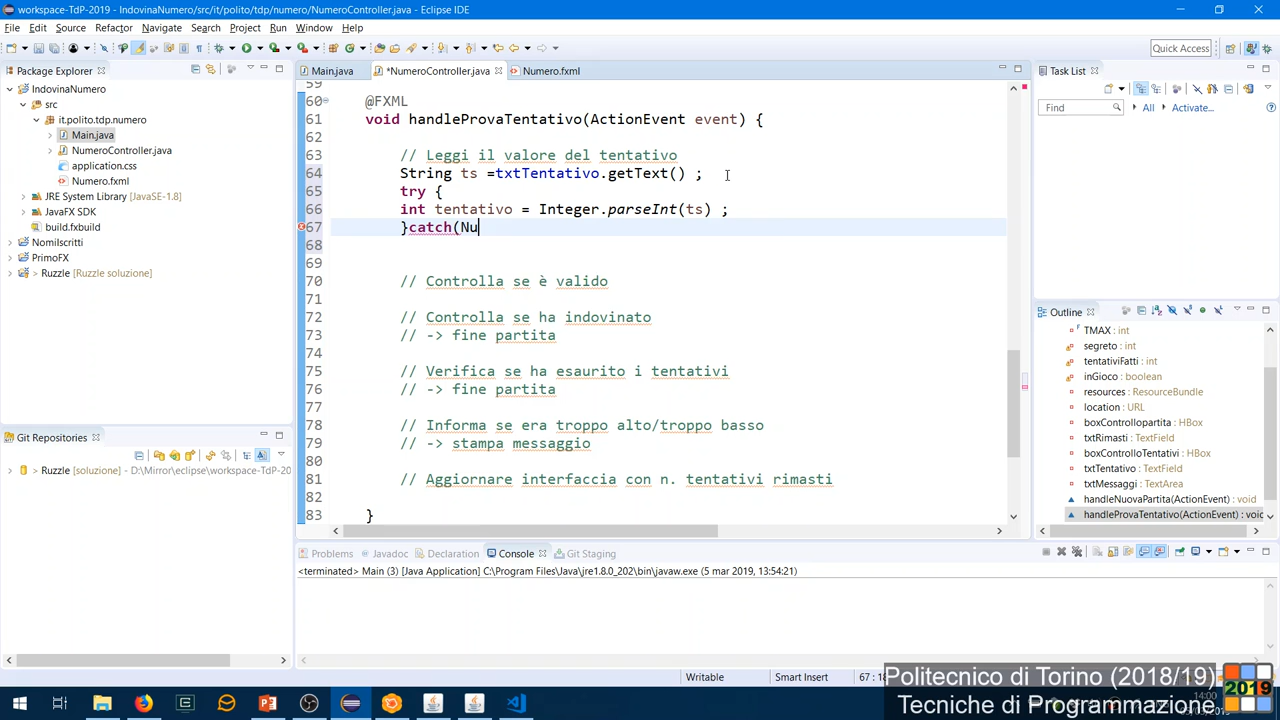 workspace-TdP-2019 - IndovinaNumero/src/it/polito/tdp/numero/NumeroController.java - Eclipse IDE
File Edit Source Refactor Navigate Search Project Run Window Help
Quick Access
Package Explorer
IndovinaNumero
src
it.polito.tdp.numero
Main.java
NumeroController.java
application.css
Numero.fxml
JRE System Library [JavaSE-1.8]
JavaFX SDK
build.fxbuild
NomiIscritti
PrimoFX
> Ruzzle [Ruzzle soluzione]
Git Repositories
> Ruzzle [soluzione] - D:\Mirror\eclipse\workspace-TdP-20
Main.java *NumeroController.java Numero.fxml
59
60 @FXML
61 void handleProvaTentativo(ActionEvent event) {
62
63 // Leggi il valore del tentativo
64 String ts =txtTentativo.getText() ;
65 try {
66 int tentativo = Integer.parseInt(ts) ;
67 }catch(Nu
68
69
70 // Controlla se è valido
71
72 // Controlla se ha indovinato
73 // -> fine partita
74
75 // Verifica se ha esaurito i tentativi
76 // -> fine partita
77
78 // Informa se era troppo alto/troppo basso
79 // -> stampa messaggio
80
81 // Aggiornare interfaccia con n. tentativi rimasti
82
83 }
Problems Javadoc Declaration Console Git Staging
<terminated> Main (3) [Java Application] C:\Program Files\Java\jre1.8.0_202\bin\javaw.exe (5 mar 2019, 13:54:21)
Task List
Find All Activate...
Outline
TMAX : int
segreto : int
tentativiFatti : int
inGioco : boolean
resources : ResourceBundle
location : URL
boxControllopartita : HBox
txtRimasti : TextField
boxControlloTentativi : HBox
txtTentativo : TextField
txtMessaggi : TextArea
handleNuovaPartita(ActionEvent) : void
handleProvaTentativo(ActionEvent) : void
Writable Smart Insert 67 : 18
Politecnico di Torino (2018/19)
Tecniche di Programmazione
2019
14:00